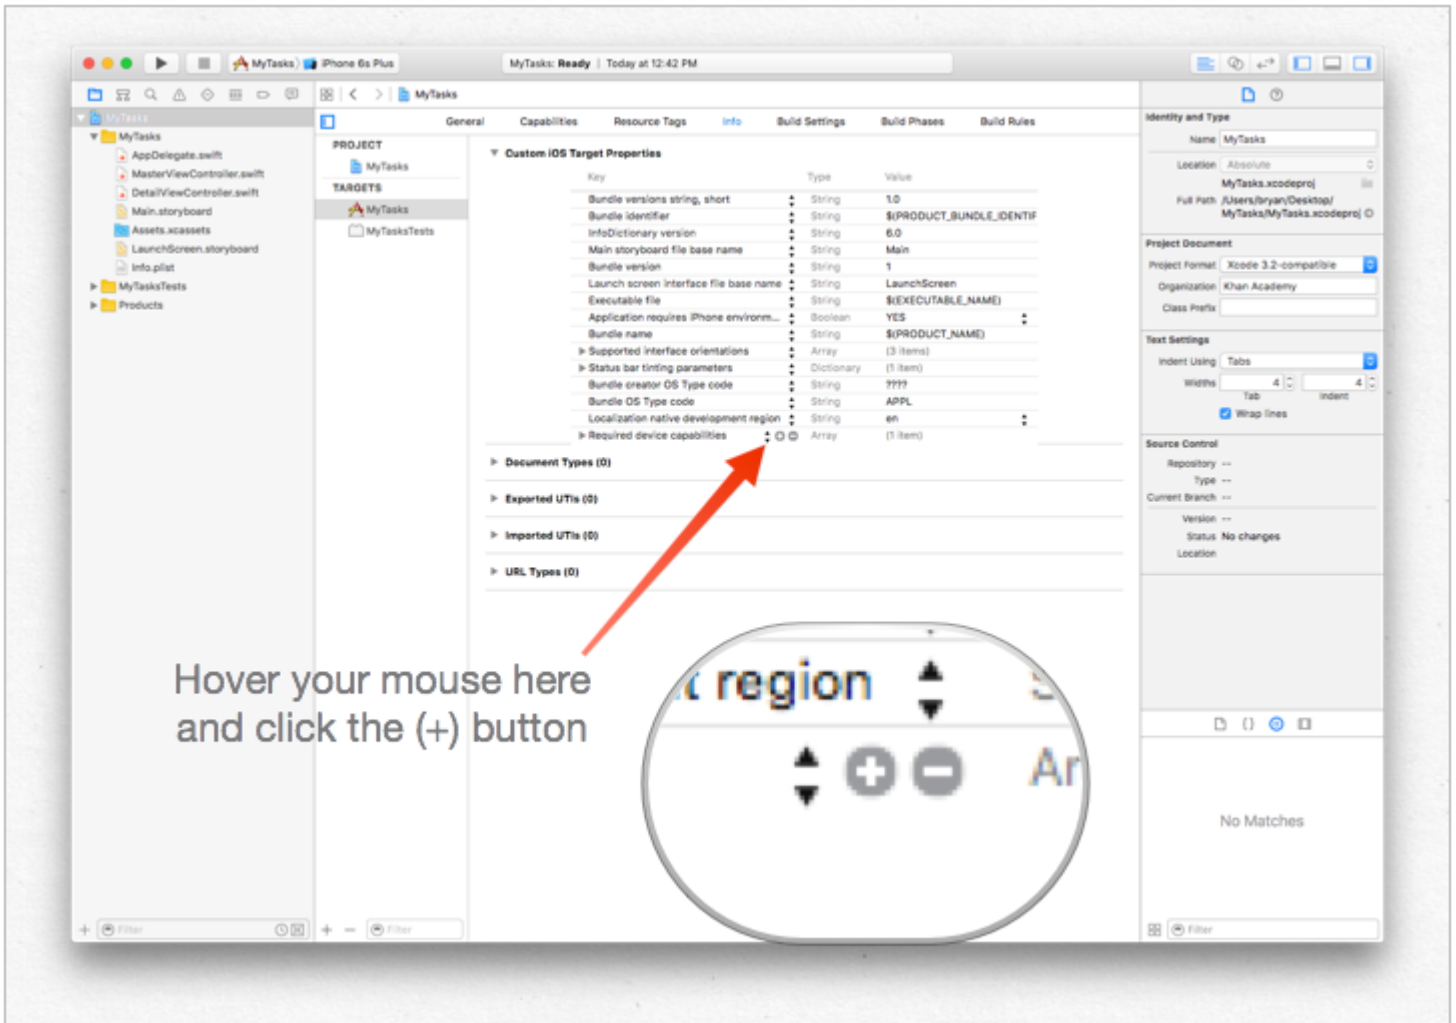 MyTasks iPhone 6s Plus MyTasks: Ready | Today at 12:42 PM
MyTasks
MyTasks
MyTasks
AppDelegate.swift
MasterViewController.swift
DetailViewController.swift
Main.storyboard
Assets.xcassets
LaunchScreen.storyboard
Info.plist
MyTasksTests
Products
Filter
General Capabilities Resource Tags Info Build Settings Build Phases Build Rules
PROJECT
MyTasks
TARGETS
MyTasks
MyTasksTests
Filter
Custom iOS Target Properties
Key Type Value
Bundle versions string, short String 1.0
Bundle identifier String $(PRODUCT_BUNDLE_IDENTIF
InfoDictionary version String 6.0
Main storyboard file base name String Main
Bundle version String 1
Launch screen interface file base name String LaunchScreen
Executable file String $(EXECUTABLE_NAME)
Application requires iPhone environm... Boolean YES
Bundle name String $(PRODUCT_NAME)
Supported interface orientations Array (3 items)
Status bar tinting parameters Dictionary (1 item)
Bundle creator OS Type code String ????
Bundle OS Type code String APPL
Localization native development region String en
Required device capabilities Array (1 item)
Document Types (0)
Exported UTIs (0)
Imported UTIs (0)
URL Types (0)
Hover your mouse here
and click the (+) button
t region S
Ar
Identity and Type
Name MyTasks
Location Absolute
MyTasks.xcodeproj
Full Path /Users/bryan/Desktop/
MyTasks/MyTasks.xcodeproj
Project Document
Project Format Xcode 3.2-compatible
Organization Khan Academy
Class Prefix
Text Settings
Indent Using Tabs
Widths 4 4
Tab Indent
Wrap lines
Source Control
Repository --
Type --
Current Branch --
Version --
Status No changes
Location
No Matches
Filter